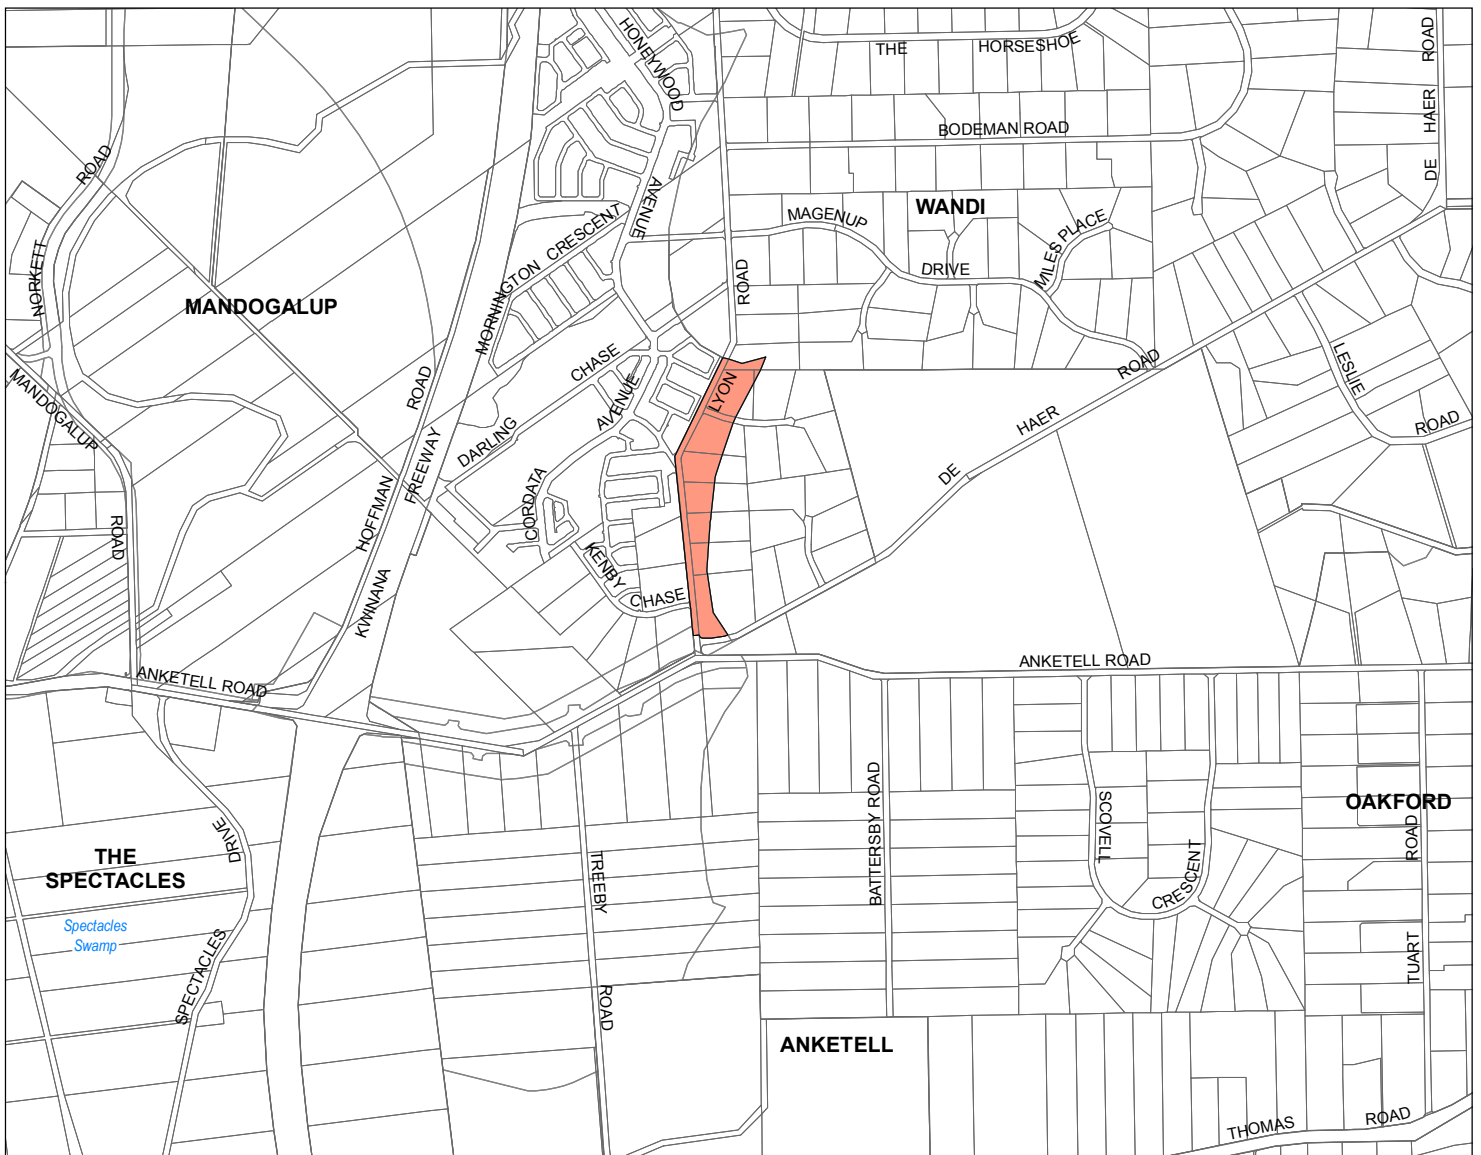 HONEYWOOD
AVENUE
THE HORSESHOE
ROAD
DE HAER
BODEMAN ROAD
WANDI
MAGENUP
DRIVE
MILES PLACE
ROAD
NORKETT
MANDOGALUP
MORNINGTON CRESCENT
ROAD
MANDOGALUP
ROAD
HOFFMAN
ROAD
KWINANA
FREEWAY
DARLING
CHASE
CORDATA
AVENUE
LYON
KENBY
CHASE
DE HAER
ROAD
LESLIE
ROAD
ANKETELL ROAD
ANKETELL ROAD
THE
SPECTACLES
Spectacles
Swamp
SPECTACLES
DRIVE
TREEBY
ROAD
BATTERSBY ROAD
SCOVELL
CRESCENT
OAKFORD
TUART
ROAD
ANKETELL
THOMAS
ROAD